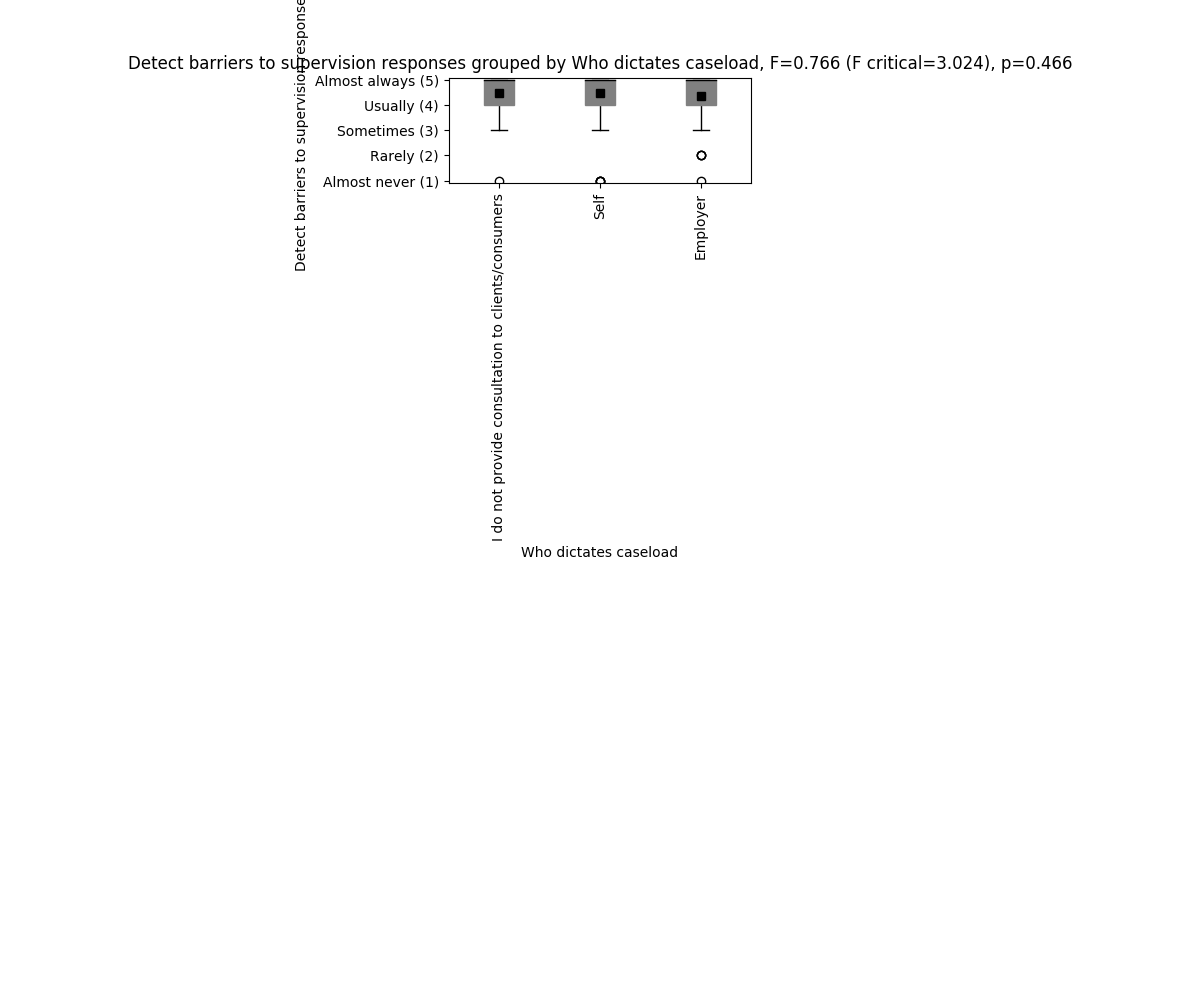 Detect barriers to supervision responses grouped by Who dictates caseload, F=0.766 (F critical=3.024), p=0.466
Detect barriers to supervision response
Almost always (5)
Usually (4)
Sometimes (3)
Rarely (2)
Almost never (1)
I do not provide consultation to clients/consumers
Self
Employer
Who dictates caseload